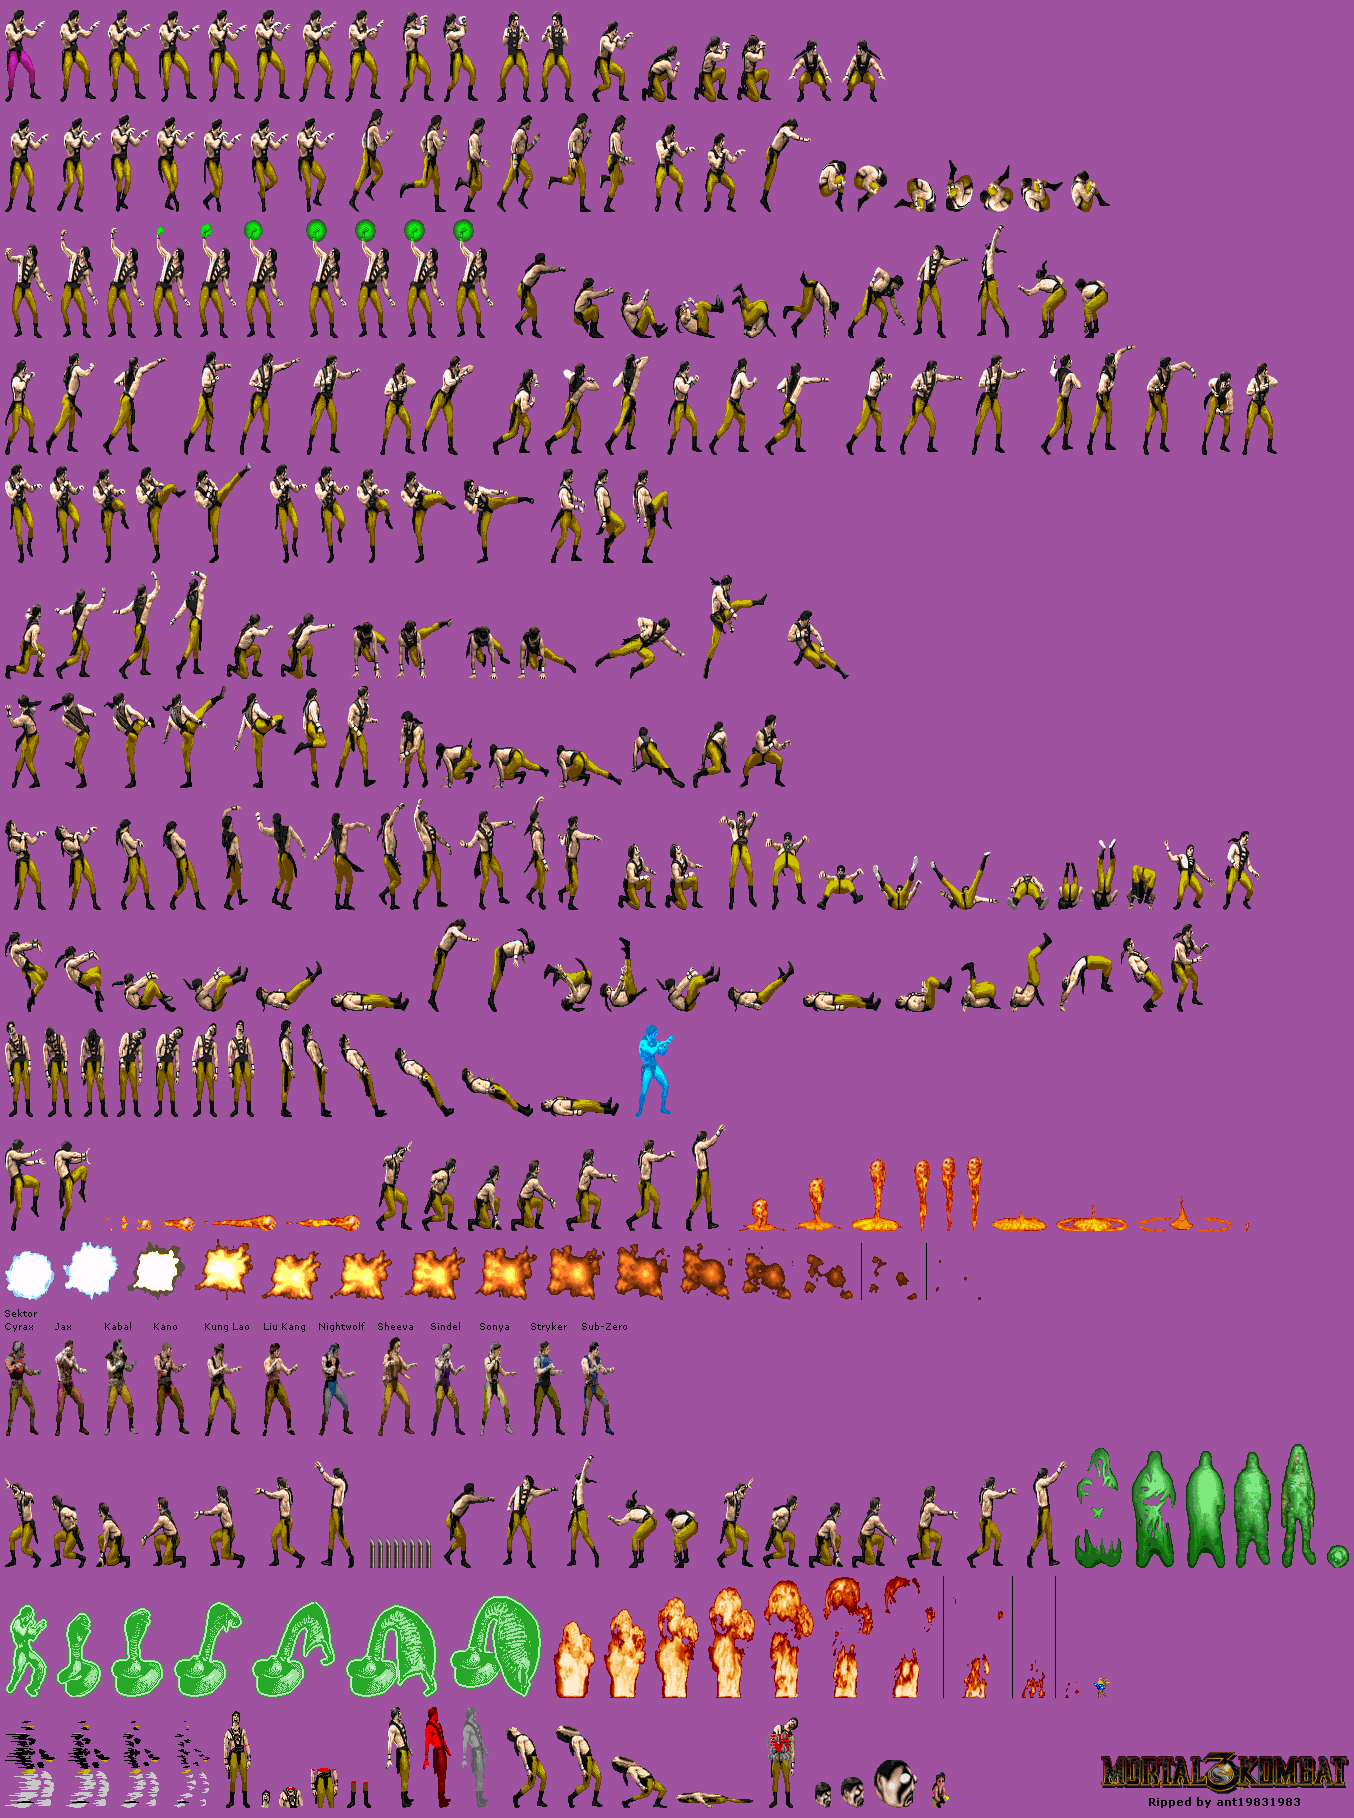 Sektor
Cyrax Jax Kabal Kano Kung Lao Liu Kang Nightwolf Sheeva Sindel Sonya Stryker Sub-Zero
MORTAL 3 KOMBAT
Ripped by ant19831983